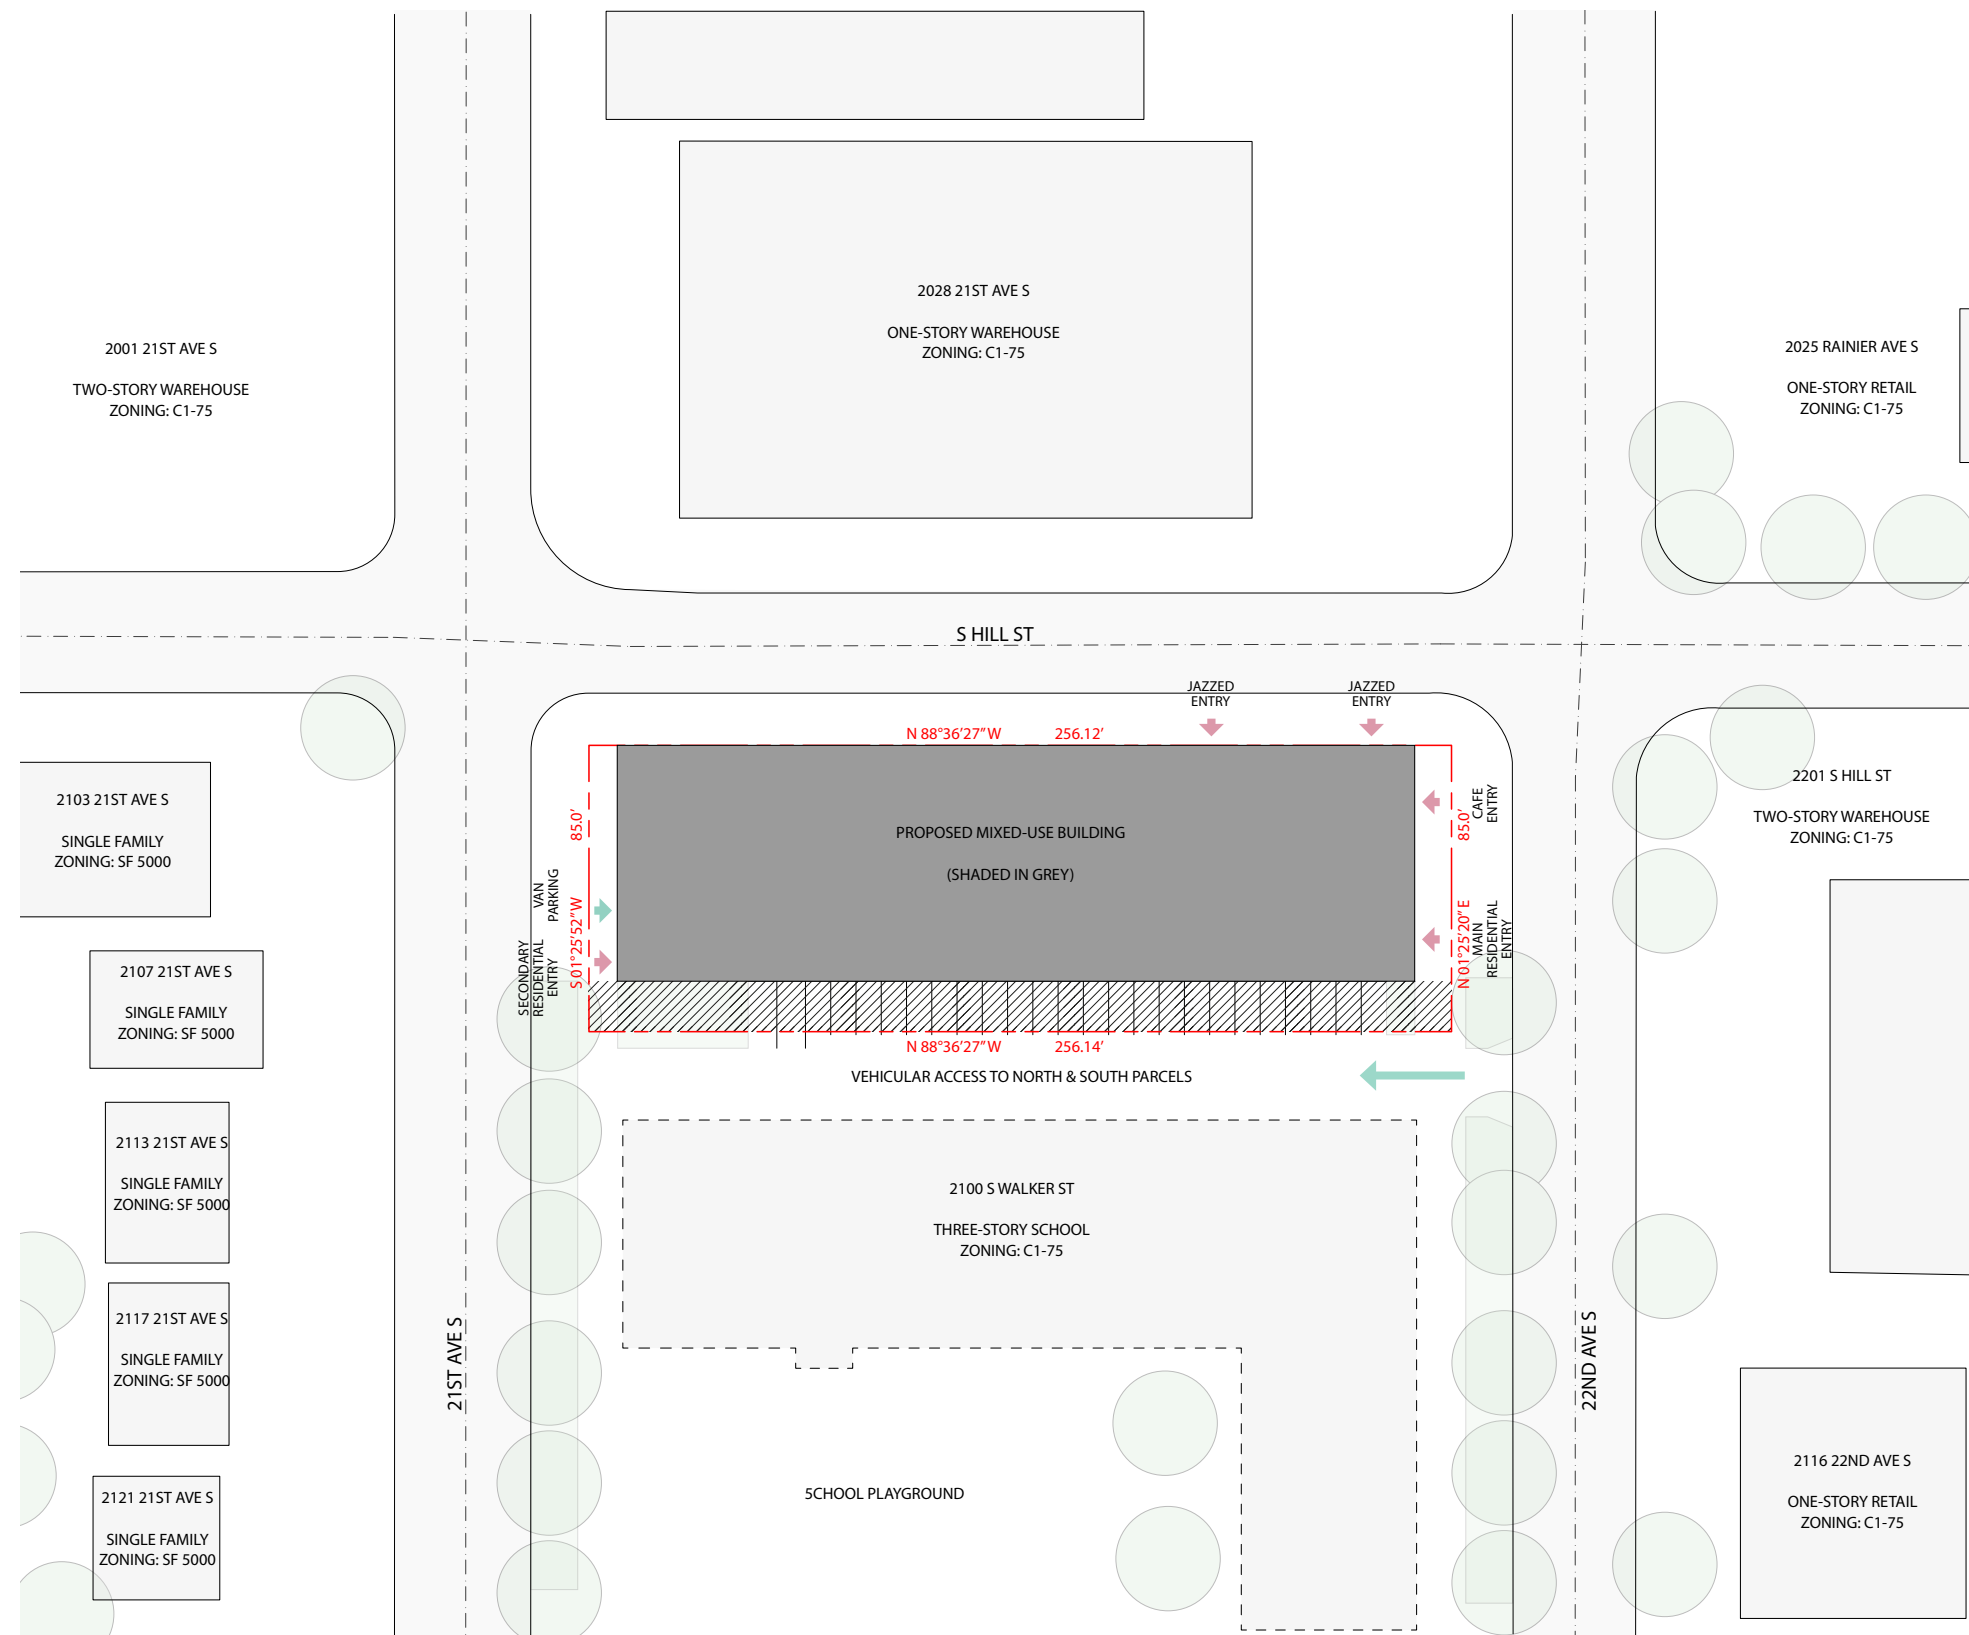 2028 21ST AVE S
ONE-STORY WAREHOUSE
ZONING: C1-75
2001 21ST AVE S
TWO-STORY WAREHOUSE
ZONING: C1-75
2025 RAINIER AVE S
ONE-STORY RETAIL
ZONING: C1-75
S HILL ST
JAZZED
ENTRY
JAZZED
ENTRY
N 88°36'27" W 256.12'
2103 21ST AVE S
SINGLE FAMILY
ZONING: SF 5000
85.0'
S 01°25'52" W
VAN
PARKING
SECONDARY
RESIDENTIAL
ENTRY
PROPOSED MIXED-USE BUILDING
(SHADED IN GREY)
85.0'
N 01°25'20" E
CAFE
ENTRY
MAIN
RESIDENTIAL
ENTRY
2201 S HILL ST
TWO-STORY WAREHOUSE
ZONING: C1-75
2107 21ST AVE S
SINGLE FAMILY
ZONING: SF 5000
N 88°36'27" W 256.14'
VEHICULAR ACCESS TO NORTH & SOUTH PARCELS
2113 21ST AVE S
SINGLE FAMILY
ZONING: SF 5000
2100 S WALKER ST
THREE-STORY SCHOOL
ZONING: C1-75
2117 21ST AVE S
SINGLE FAMILY
ZONING: SF 5000
21ST AVE S
22ND AVE S
2121 21ST AVE S
SINGLE FAMILY
ZONING: SF 5000
5CHOOL PLAYGROUND
2116 22ND AVE S
ONE-STORY RETAIL
ZONING: C1-75